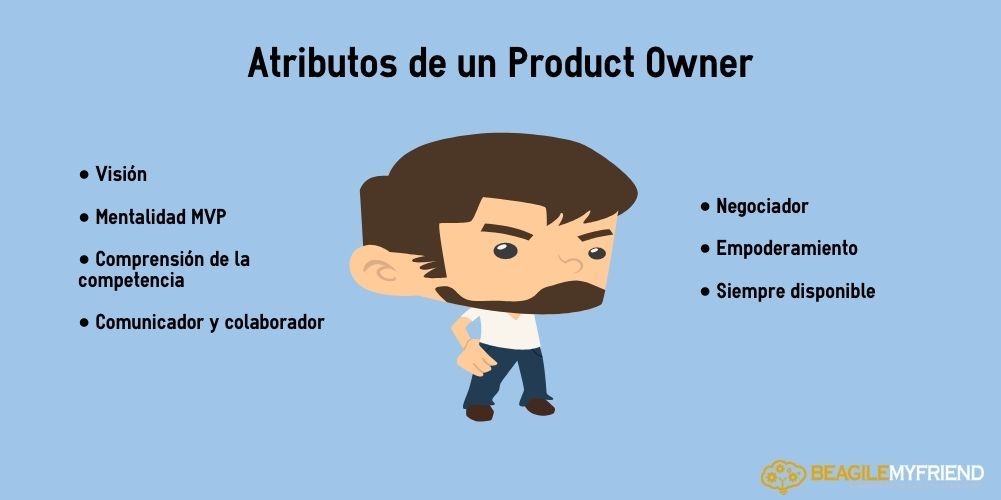 Atributos de un Product Owner
● Visión
● Mentalidad MVP
● Comprensión de la
competencia
● Comunicador y colaborador
● Negociador
● Empoderamiento
● Siempre disponible
BEAGILEMYFRIEND